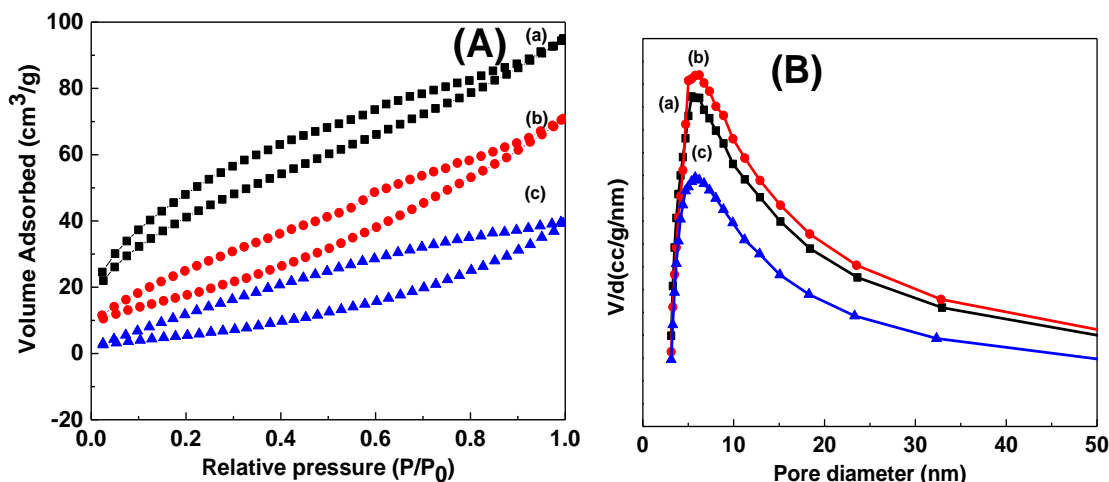 (A)
(a)
(b)
(c)
100
80
60
40
20
0
-20
Volume Adsorbed (cm³/g)
0.0 0.2 0.4 0.6 0.8 1.0
Relative pressure (P/P₀)
(B)
(b)
(a)
(c)
V/d(cc/g/nm)
0 10 20 30 40 50
Pore diameter (nm)